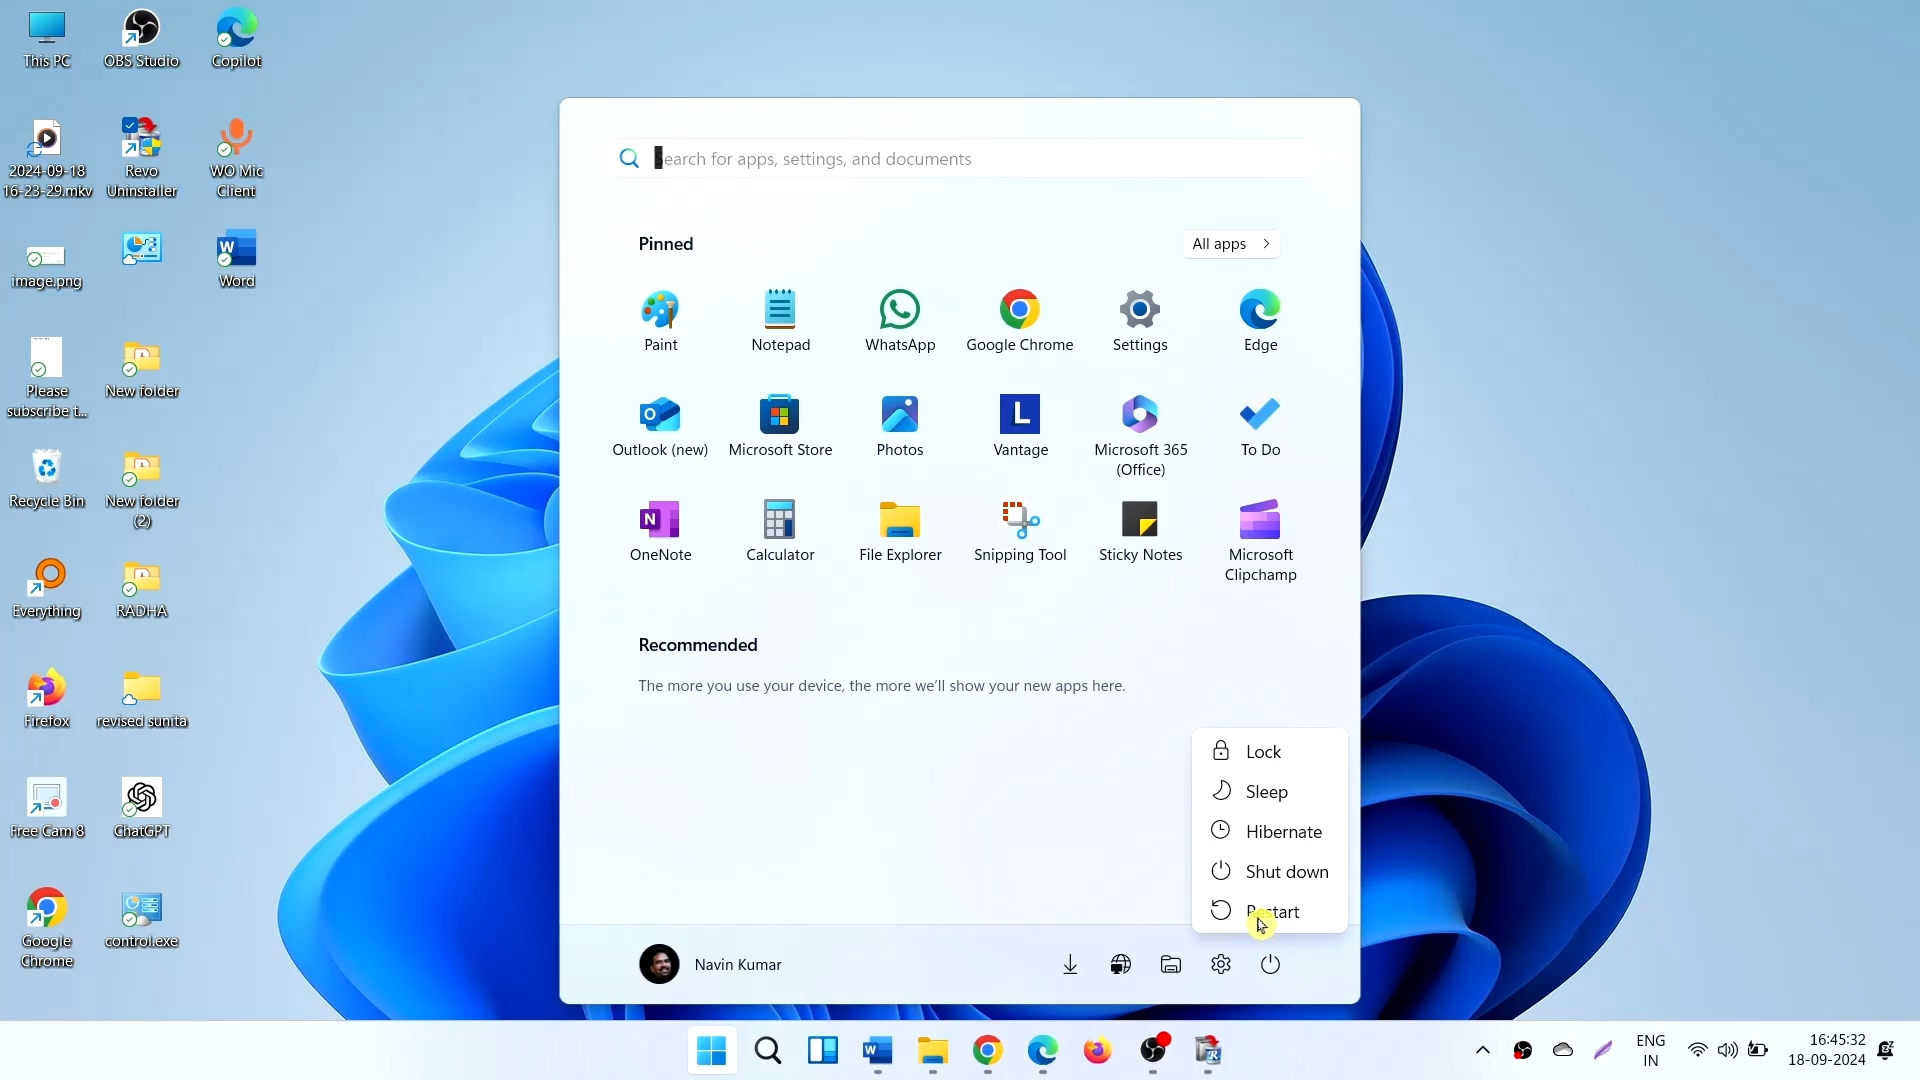 This PC
OBS Studio
Copilot
2024-09-18
16-23-29.mkv
Revo
Uninstaller
WO Mic
Client
image.png
Word
Please
subscribe t...
New folder
Recycle Bin
New folder
(2)
Everything
RADHA
Firefox
revised sunita
Free Cam 8
ChatGPT
Google
Chrome
control.exe
Search for apps, settings, and documents
Pinned
All apps
Paint
Notepad
WhatsApp
Google Chrome
Settings
Edge
Outlook (new)
Microsoft Store
Photos
Vantage
Microsoft 365
(Office)
To Do
OneNote
Calculator
File Explorer
Snipping Tool
Sticky Notes
Microsoft
Clipchamp
Recommended
The more you use your device, the more we'll show your new apps here.
Lock
Sleep
Hibernate
Shut down
Restart
Navin Kumar
ENG
IN
16:45:32
18-09-2024